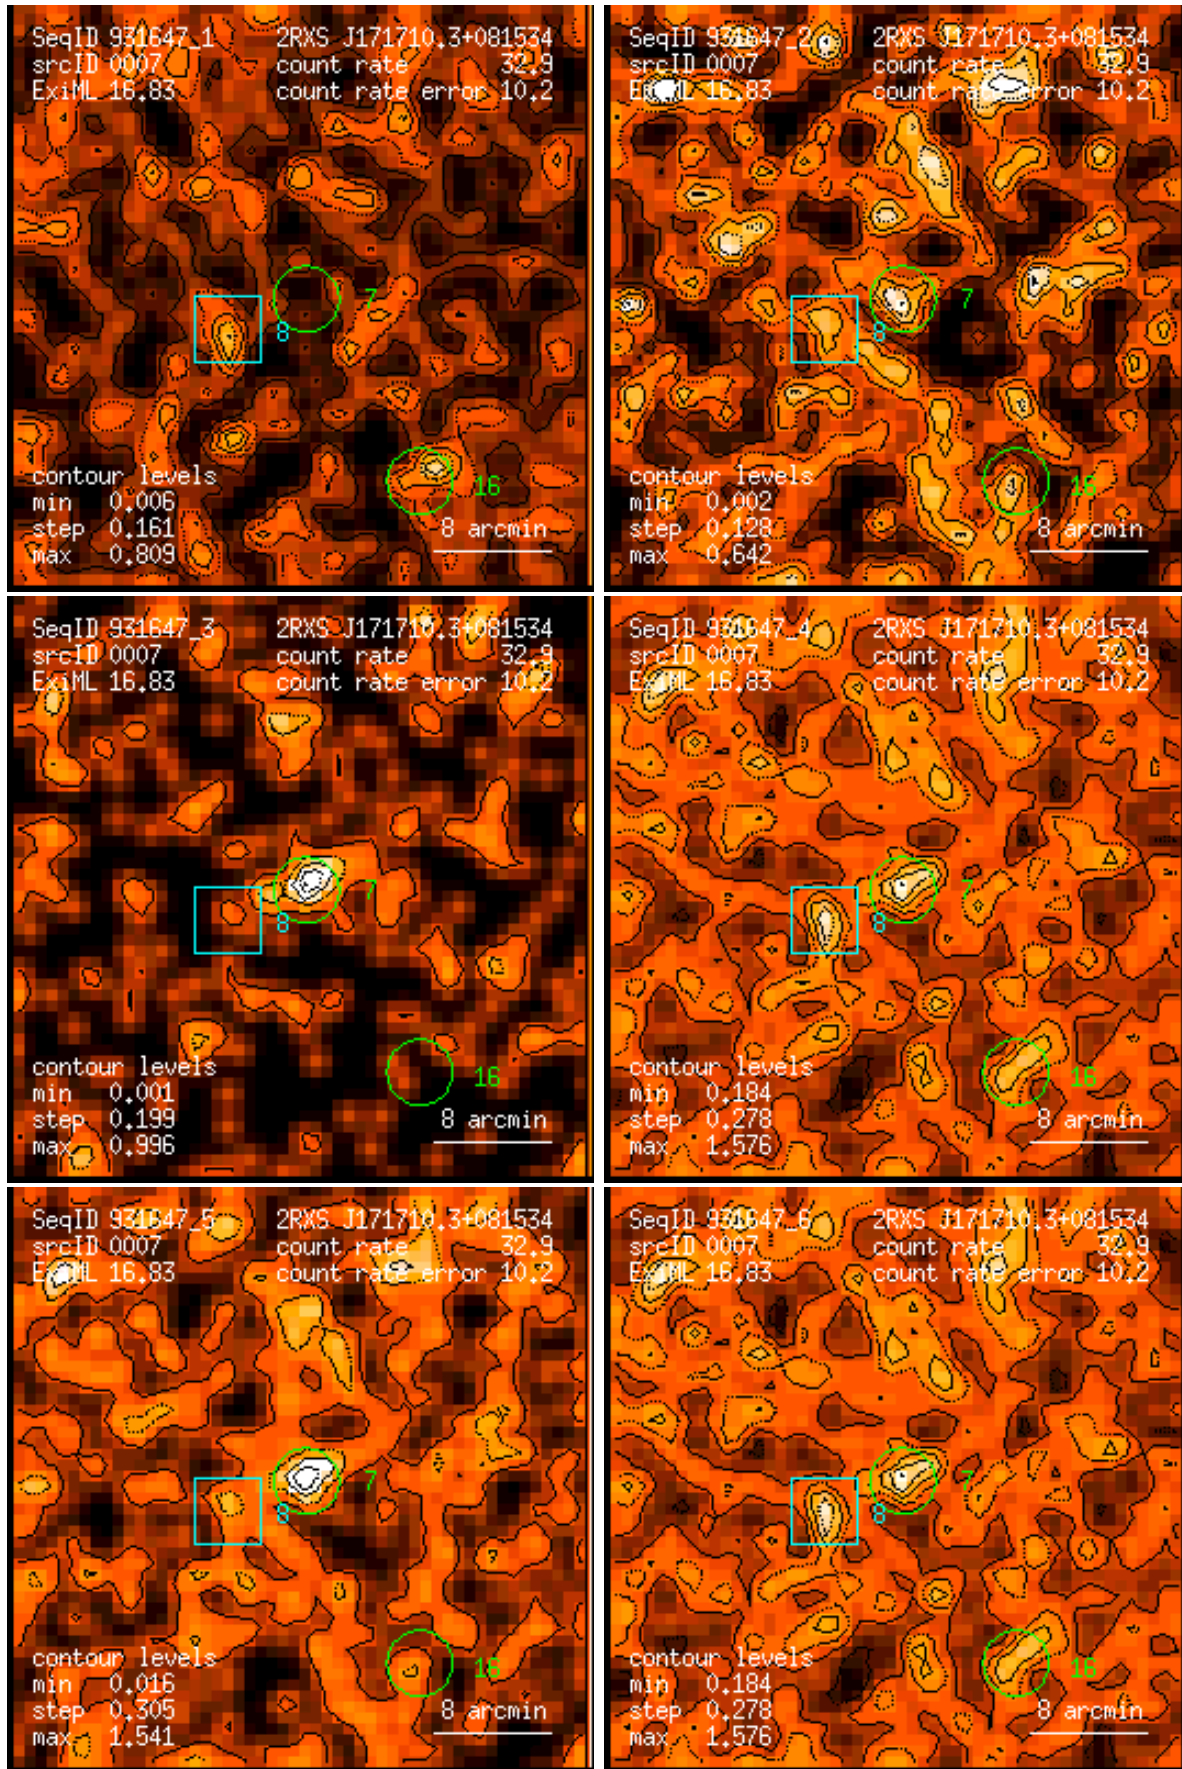 SeqID 931647_1 2RXS J171710.3+081534
srcID 0007 count rate 32.9
ExiML 16.83 count rate error 10.2
7
8
16
contour levels
min 0.006
step 0.161 8 arcmin
max 0.809
SeqID 931647_2 2RXS J171710.3+081534
srcID 0007 count rate 32.9
ExiML 16.83 count rate error 10.2
7
8
16
contour levels
min 0.002
step 0.128 8 arcmin
max 0.642
SeqID 931647_3 2RXS J171710.3+081534
srcID 0007 count rate 32.9
ExiML 16.83 count rate error 10.2
7
8
16
contour levels
min 0.001
step 0.199 8 arcmin
max 0.996
SeqID 931647_4 2RXS J171710.3+081534
srcID 0007 count rate 32.9
ExiML 16.83 count rate error 10.2
7
8
16
contour levels
min 0.184
step 0.278 8 arcmin
max 1.576
SeqID 931647_5 2RXS J171710.3+081534
srcID 0007 count rate 32.9
ExiML 16.83 count rate error 10.2
7
8
16
contour levels
min 0.016
step 0.305 8 arcmin
max 1.541
SeqID 931647_6 2RXS J171710.3+081534
srcID 0007 count rate 32.9
ExiML 16.83 count rate error 10.2
7
8
16
contour levels
min 0.184
step 0.278 8 arcmin
max 1.576